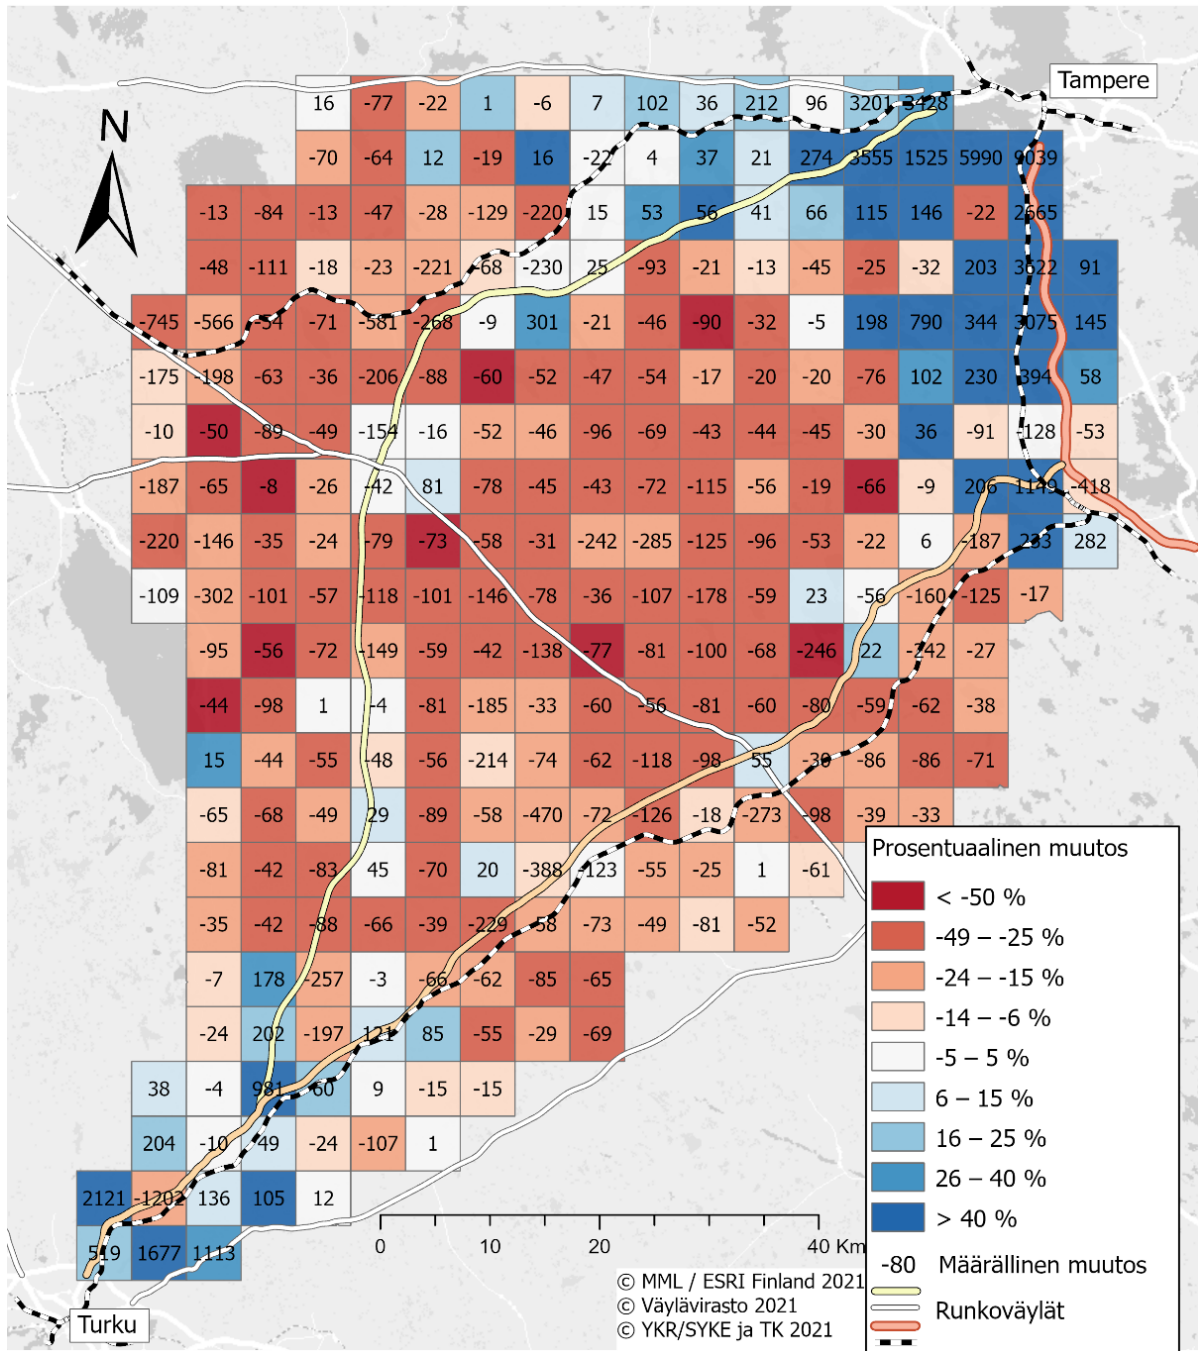 Tampere
N
16 -77 -22 1 -6 7 102 36 212 96 3201 3428
-70 -64 12 -19 16 -22 4 37 21 274 3555 1525 5990 9039
-13 -84 -13 -47 -28 -129 -220 15 53 56 41 66 115 146 -22 2665
-48 -111 -18 -23 -221 -68 -230 25 -93 -21 -13 -45 -25 -32 203 3622 91
-745 -566 -54 -71 -581 -268 -9 301 -21 -46 -90 -32 -5 198 790 344 3075 145
-175 -198 -63 -36 -206 -88 -60 -52 -47 -54 -17 -20 -20 -76 102 230 394 58
-10 -50 -89 -49 -154 -16 -52 -46 -96 -69 -43 -44 -45 -30 36 -91 -128 -53
-187 -65 -8 -26 -42 81 -78 -45 -43 -72 -115 -56 -19 -66 -9 206 1149 -418
-220 -146 -35 -24 -79 -73 -58 -31 -242 -285 -125 -96 -53 -22 6 -187 233 282
-109 -302 -101 -57 -118 -101 -146 -78 -36 -107 -178 -59 23 -56 -160 -125 -17
-95 -56 -72 -149 -59 -42 -138 -77 -81 -100 -68 -246 22 -242 -27
-44 -98 1 -4 -81 -185 -33 -60 -56 -81 -60 -80 -59 -62 -38
15 -44 -55 -48 -56 -214 -74 -62 -118 -98 55 -30 -86 -86 -71
-65 -68 -49 29 -89 -58 -470 -72 -126 -18 -273 -98 -39 -33
-81 -42 -83 45 -70 20 -388 -123 -55 -25 1 -61
-35 -42 -88 -66 -39 -229 -58 -73 -49 -81 -52
-7 178 -257 -3 -66 -62 -85 -65
-24 202 -197 121 85 -55 -29 -69
38 -4 981 60 9 -15 -15
204 -10 49 -24 -107 1
2121 -1202 136 105 12
519 1677 1113
Turku
0 10 20 40 Km
© MML / ESRI Finland 2021
© Väylävirasto 2021
© YKR/SYKE ja TK 2021
Prosentuaalinen muutos
< -50 %
-49 – -25 %
-24 – -15 %
-14 – -6 %
-5 – 5 %
6 – 15 %
16 – 25 %
26 – 40 %
> 40 %
-80 Määrällinen muutos
Runkoväylät